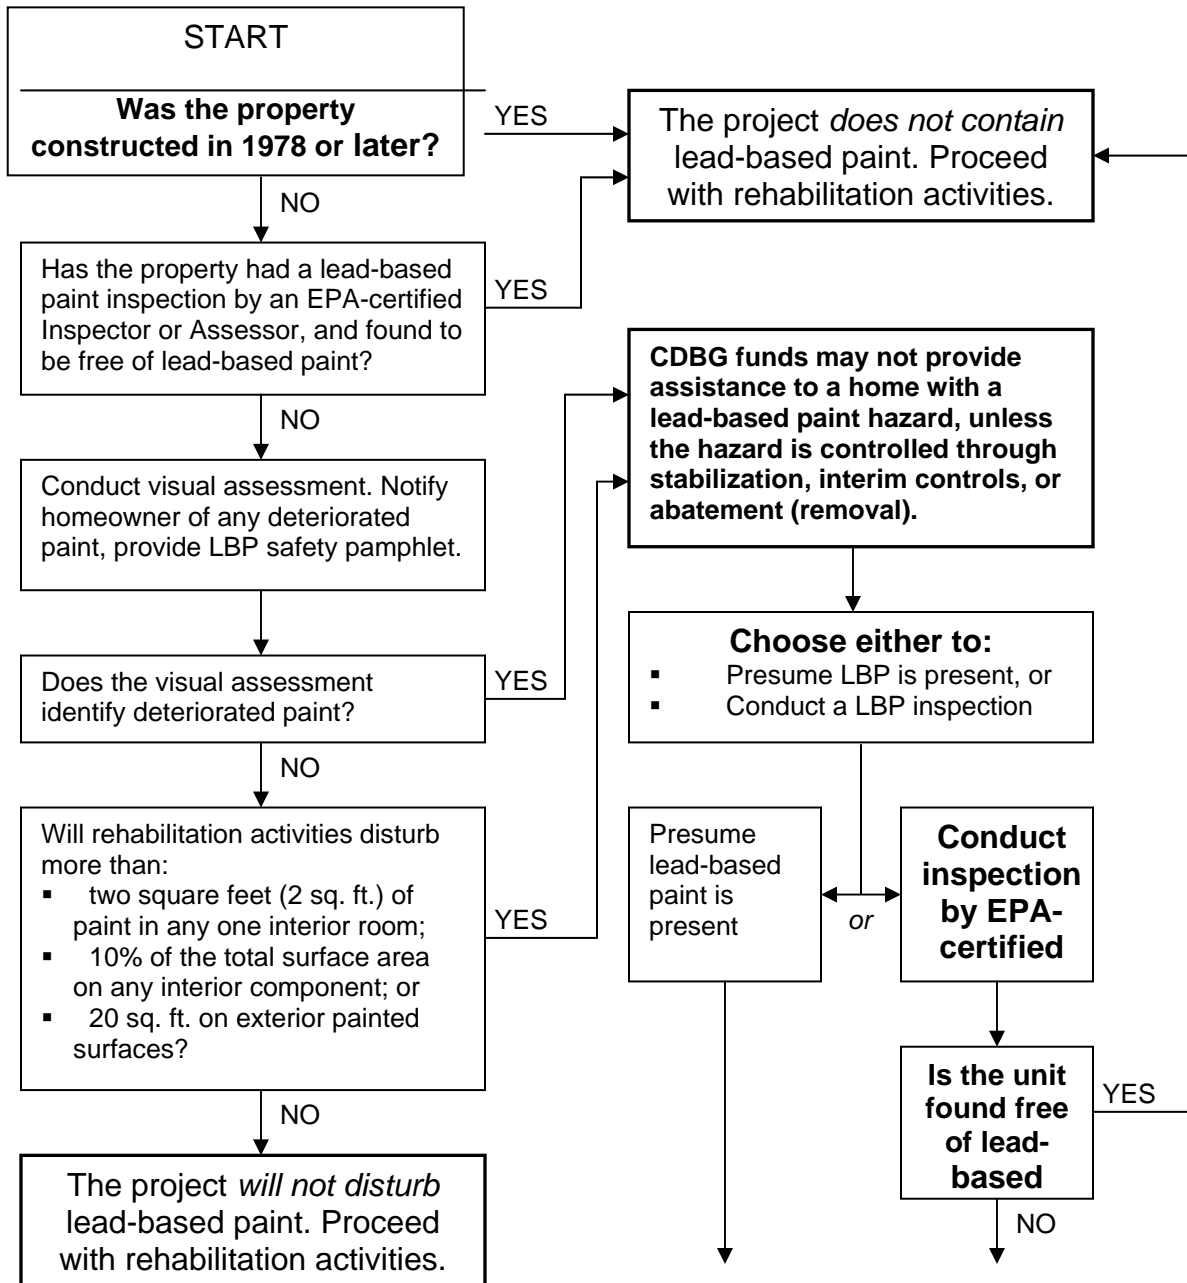 START
Was the property
constructed in 1978 or later?
YES
The project does not contain
lead-based paint. Proceed
with rehabilitation activities.
NO
Has the property had a lead-based
paint inspection by an EPA-certified
Inspector or Assessor, and found to
be free of lead-based paint?
YES
NO
CDBG funds may not provide
assistance to a home with a
lead-based paint hazard, unless
the hazard is controlled through
stabilization, interim controls, or
abatement (removal).
Conduct visual assessment. Notify
homeowner of any deteriorated
paint, provide LBP safety pamphlet.
Choose either to:
▪ Presume LBP is present, or
▪ Conduct a LBP inspection
Does the visual assessment
identify deteriorated paint?
YES
NO
Will rehabilitation activities disturb
more than:
▪ two square feet (2 sq. ft.) of
paint in any one interior room;
▪ 10% of the total surface area
on any interior component; or
▪ 20 sq. ft. on exterior painted
surfaces?
YES
Presume
lead-based
paint is
present
or
Conduct
inspection
by EPA-
certified
Is the unit
found free
of lead-
based
YES
NO
NO
The project will not disturb
lead-based paint. Proceed
with rehabilitation activities.